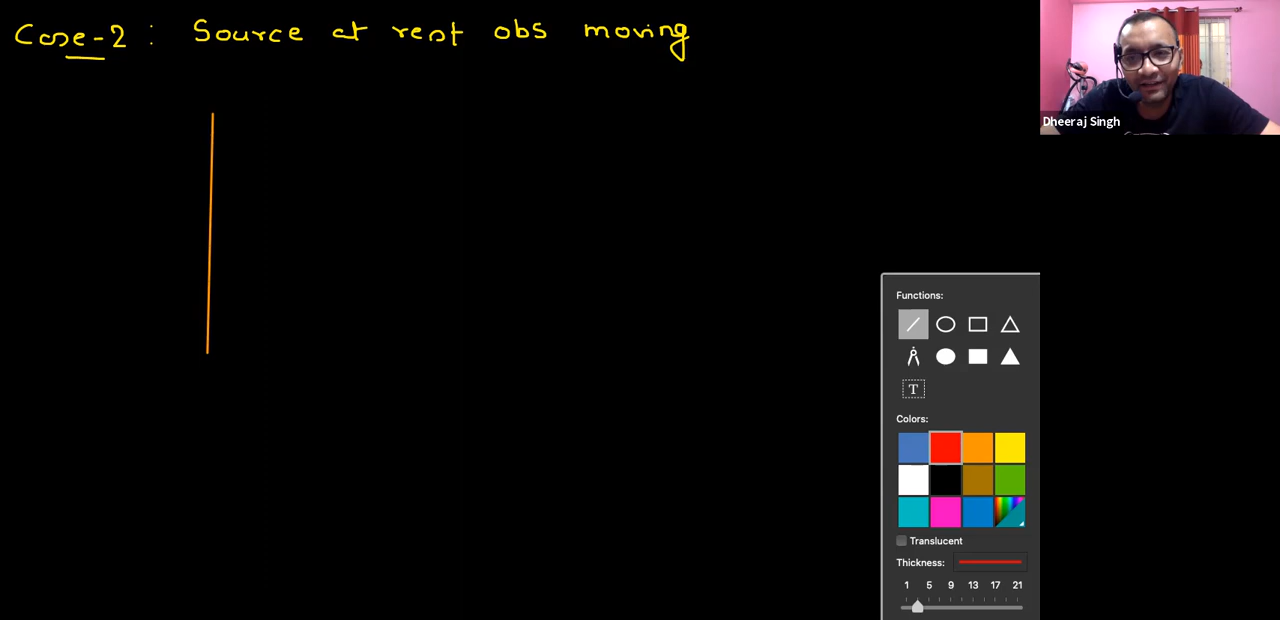 Case-2 : Source at rest obs moving
Dheeraj Singh
Functions:
T
Colors:
Translucent
Thickness:
1 5 9 13 17 21